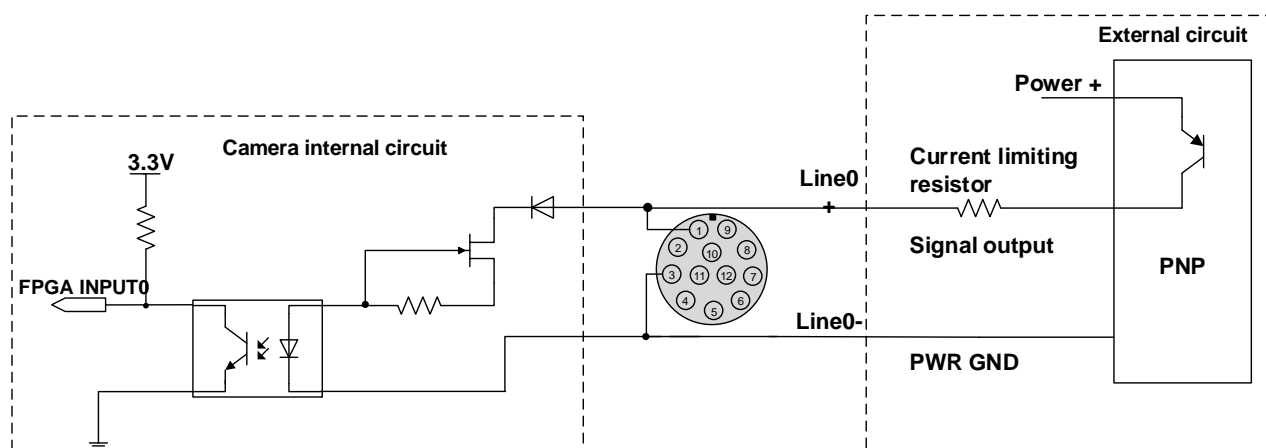 External circuit
Power +
Camera internal circuit
3.3V
Current limiting
resistor
Line0
+
Signal output
PNP
FPGA INPUT0
1
9
2
8
10
3
11
12
7
4
6
5
Line0-
PWR GND